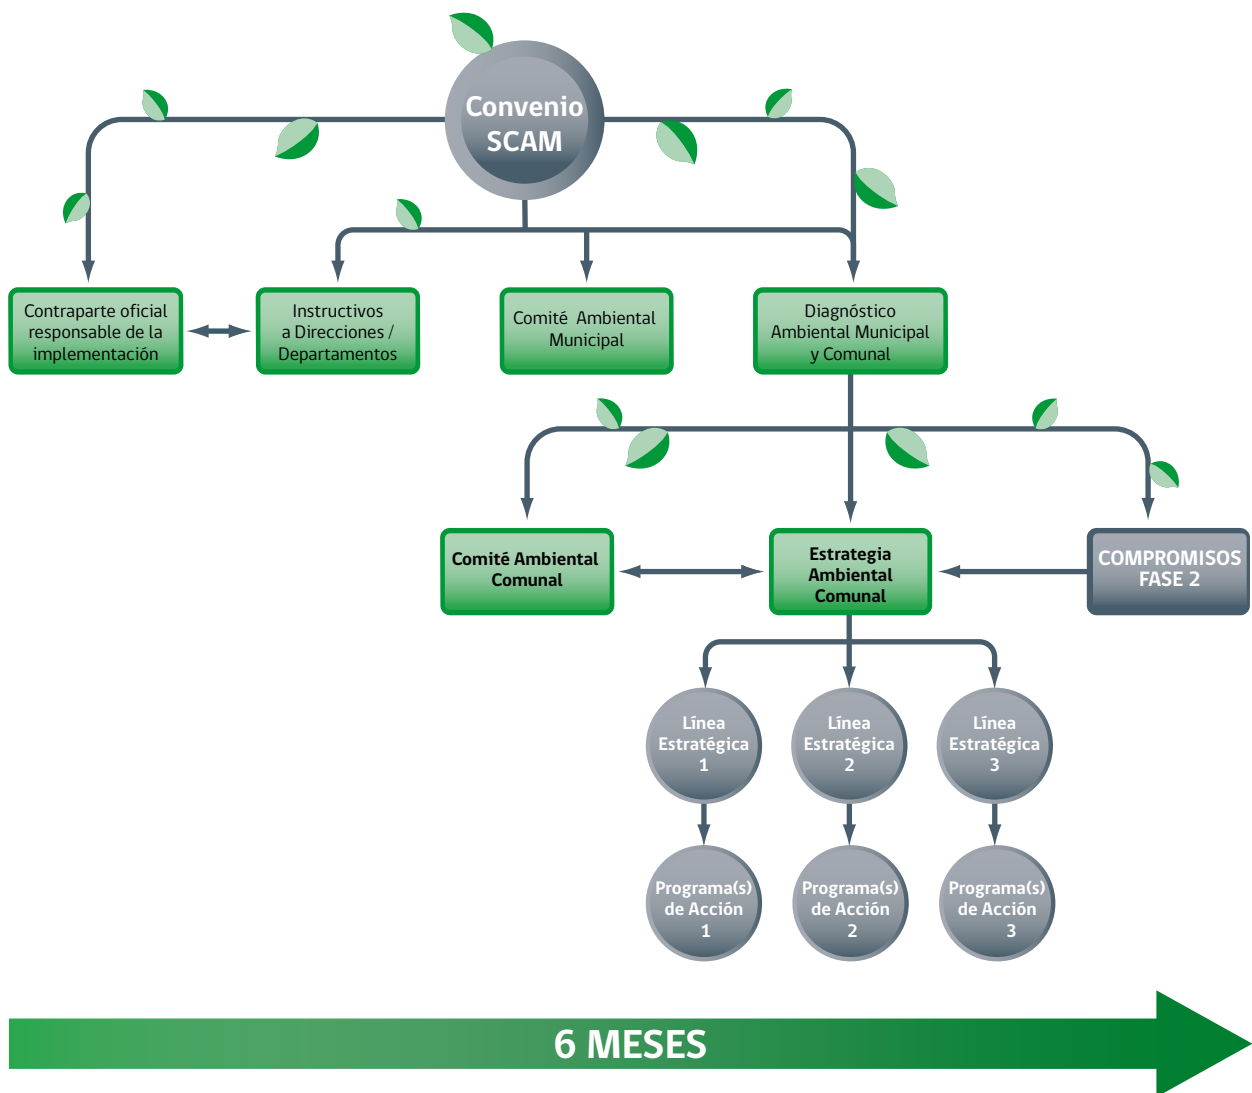 Convenio
SCAM
Contraparte oficial
responsable de la
implementación
Instructivos
a Direcciones /
Departamentos
Comité Ambiental
Municipal
Diagnóstico
Ambiental Municipal
y Comunal
Comité Ambiental
Comunal
Estrategia
Ambiental
Comunal
COMPROMISOS
FASE 2
Línea
Estratégica
1
Línea
Estratégica
2
Línea
Estratégica
3
Programa(s)
de Acción
1
Programa(s)
de Acción
2
Programa(s)
de Acción
3
6 MESES